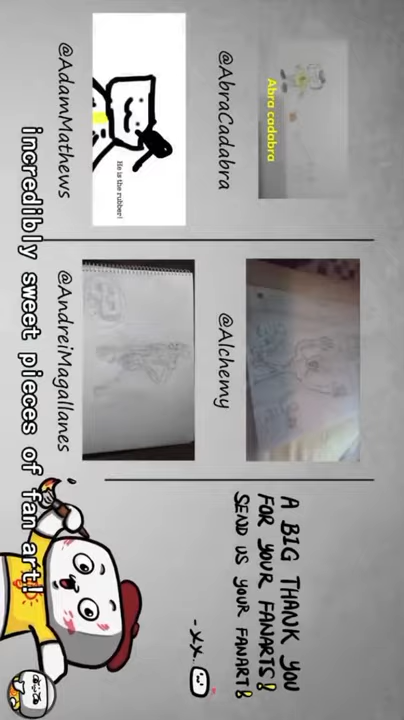 Abra cadabra
@AbraCadabra
@Alchemy
A BIG THANK YOU
FOR YOUR FANARTS!
SEND US YOUR FANART!
- XX.
He is the rubber!
@AdamMathews
@AndreiMagallanes
incredibly sweet pieces of fan art!